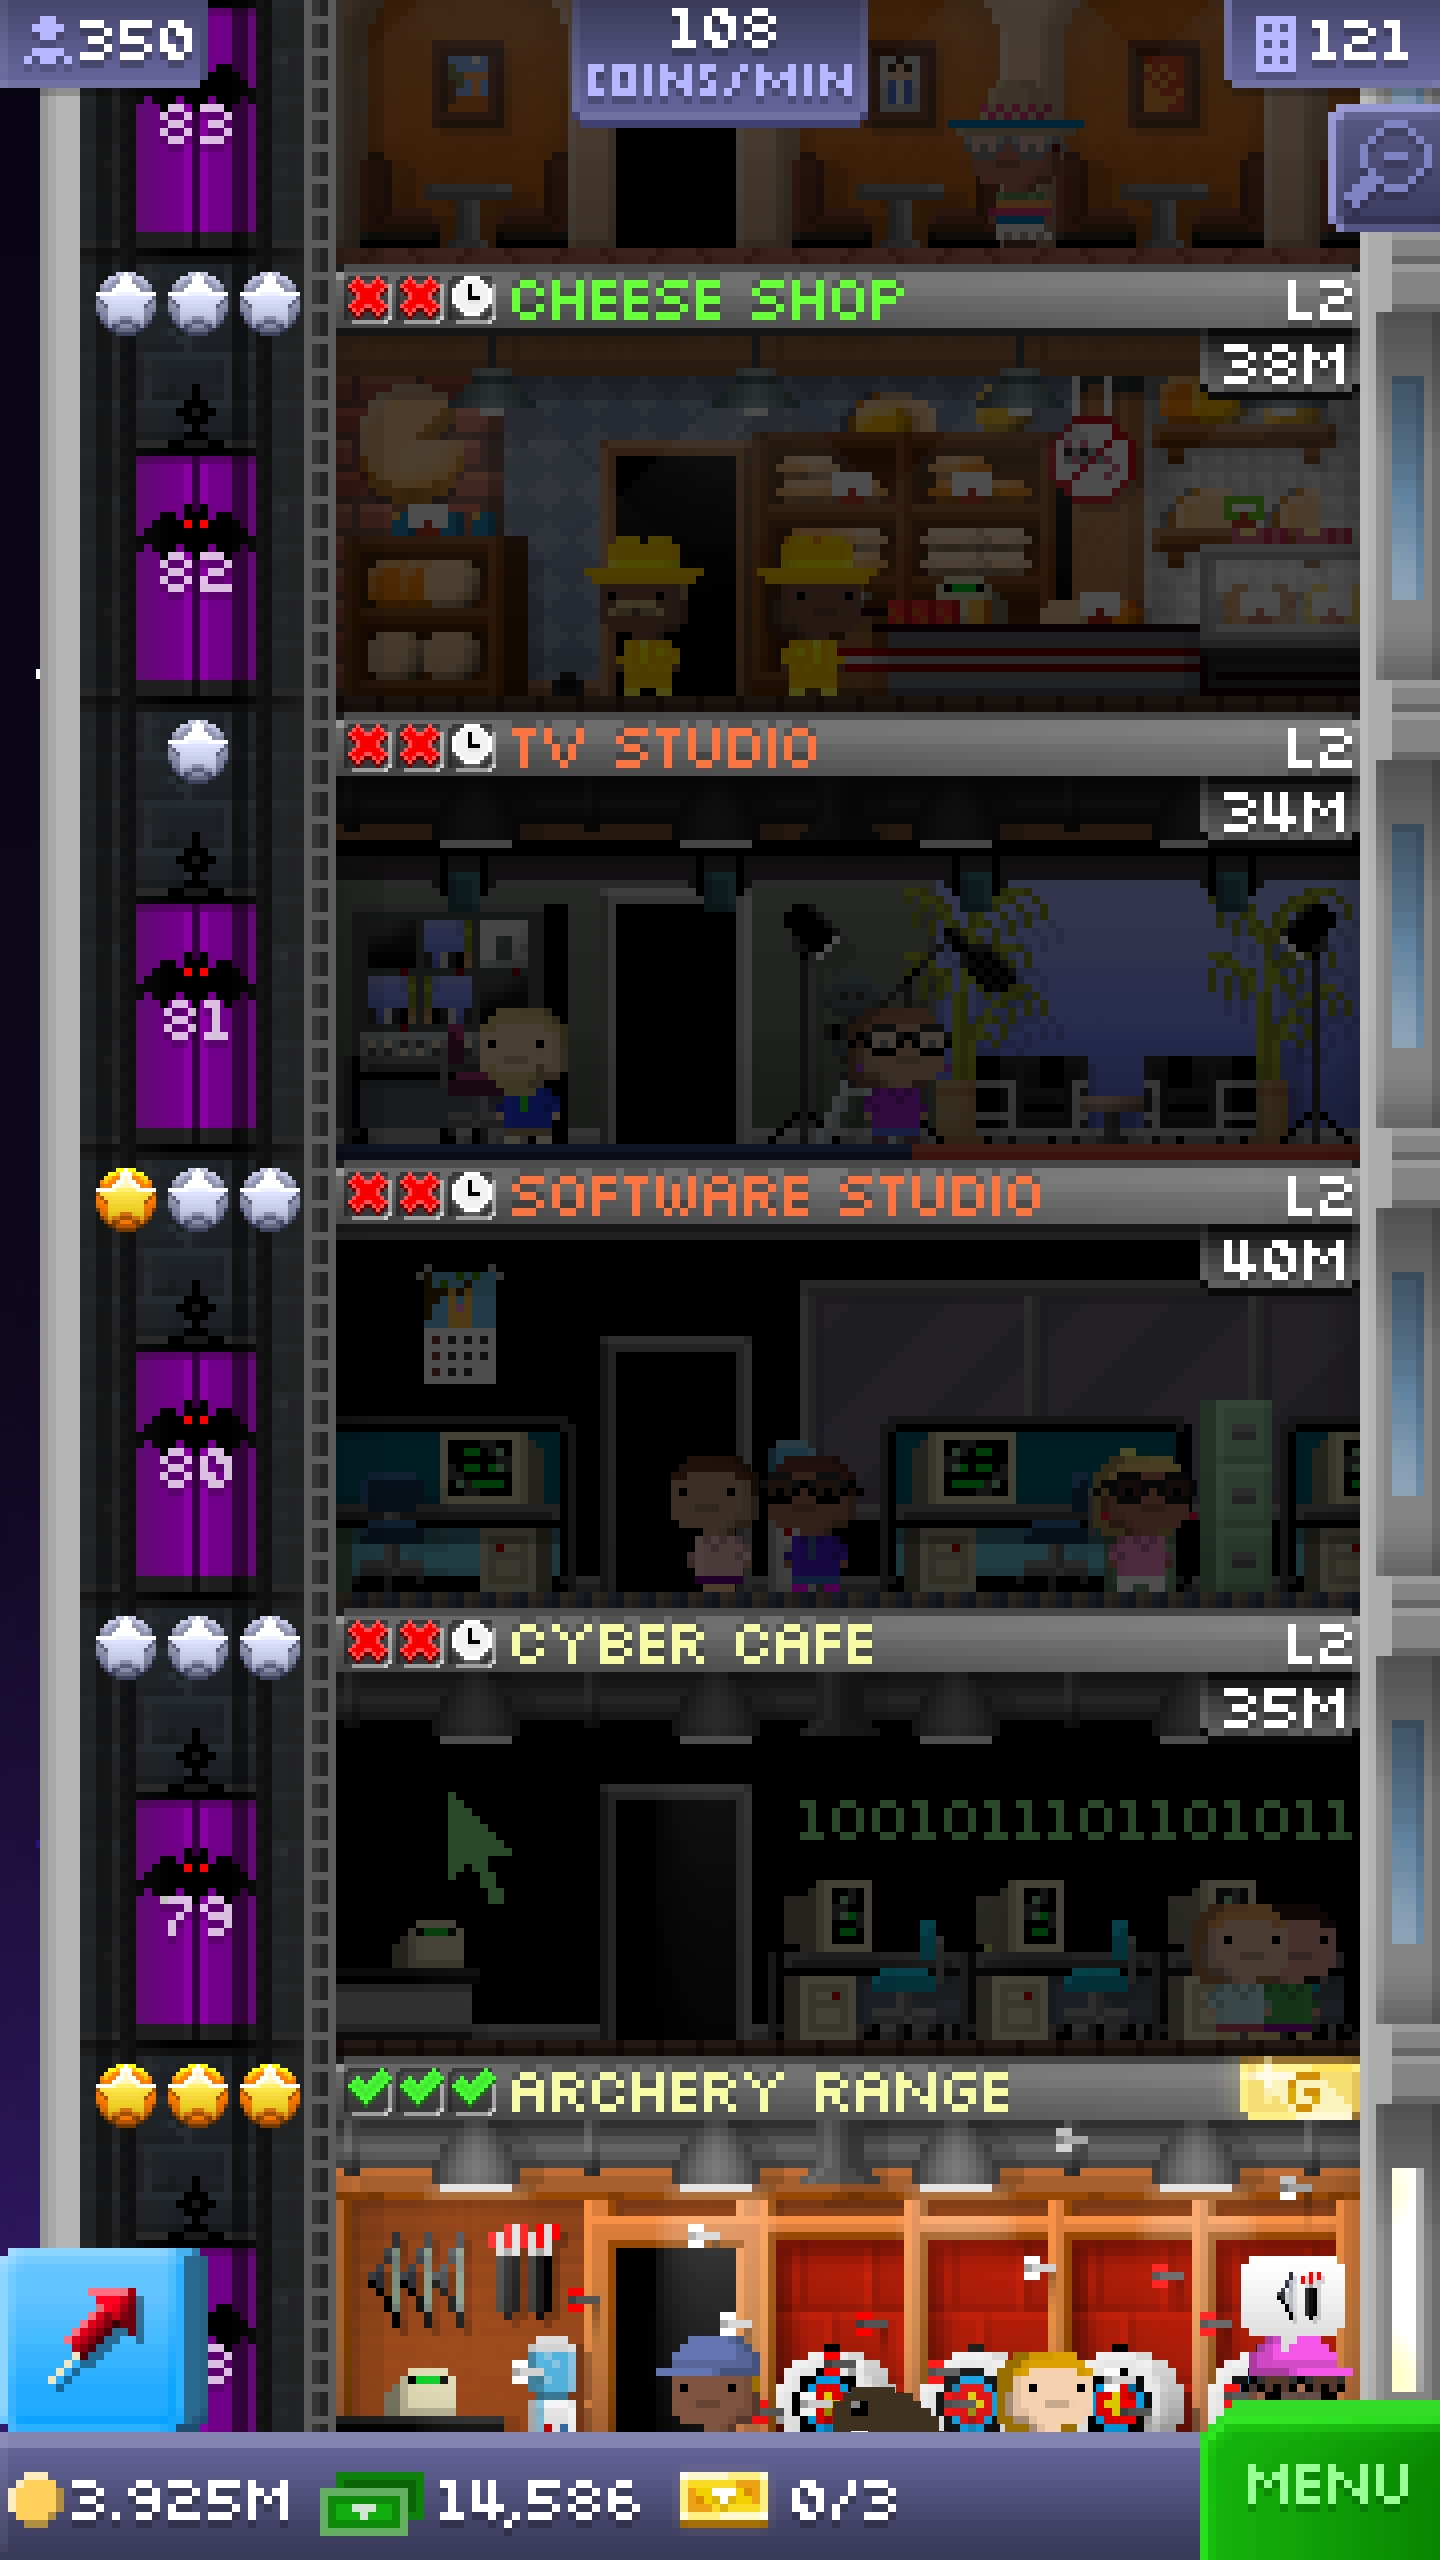 350
108
COINS/MIN
121
83
CHEESE SHOP
L2
38M
82
TV STUDIO
L2
34M
81
SOFTWARE STUDIO
L2
40M
80
CYBER CAFE
L2
35M
1001011101101011
79
ARCHERY RANGE
G
3.925M
14,586
0/3
MENU